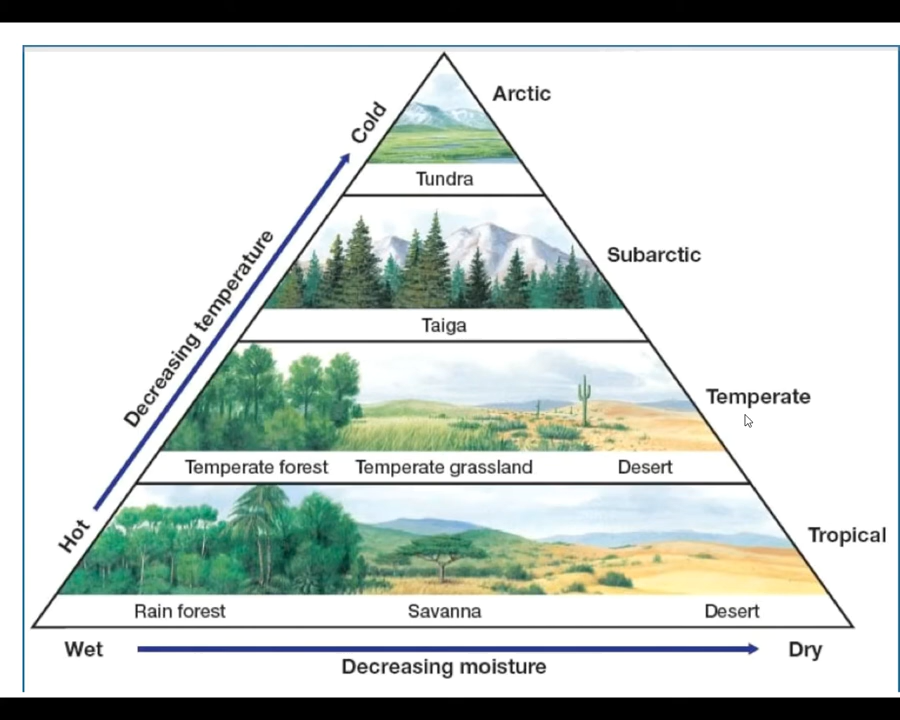 Arctic
Cold
Tundra
Subarctic
Decreasing temperature
Taiga
Temperate
Temperate forest Temperate grassland Desert
Hot
Tropical
Rain forest Savanna Desert
Wet Dry
Decreasing moisture